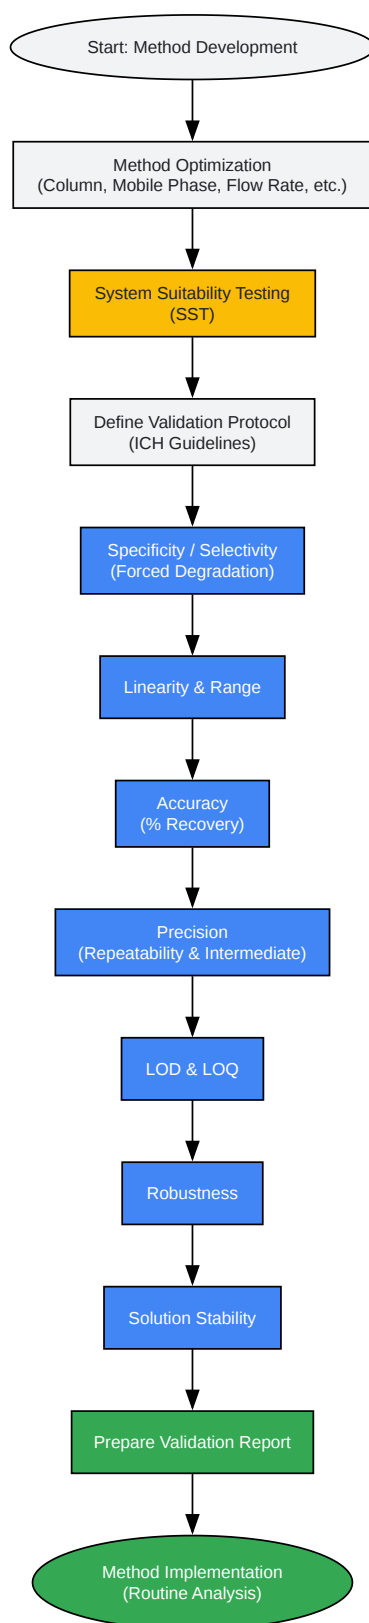 Start: Method Development
Method Optimization
(Column, Mobile Phase, Flow Rate, etc.)
System Suitability Testing
(SST)
Define Validation Protocol
(ICH Guidelines)
Specificity / Selectivity
(Forced Degradation)
Linearity & Range
Accuracy
(% Recovery)
Precision
(Repeatability & Intermediate)
LOD & LOQ
Robustness
Solution Stability
Prepare Validation Report
Method Implementation
(Routine Analysis)